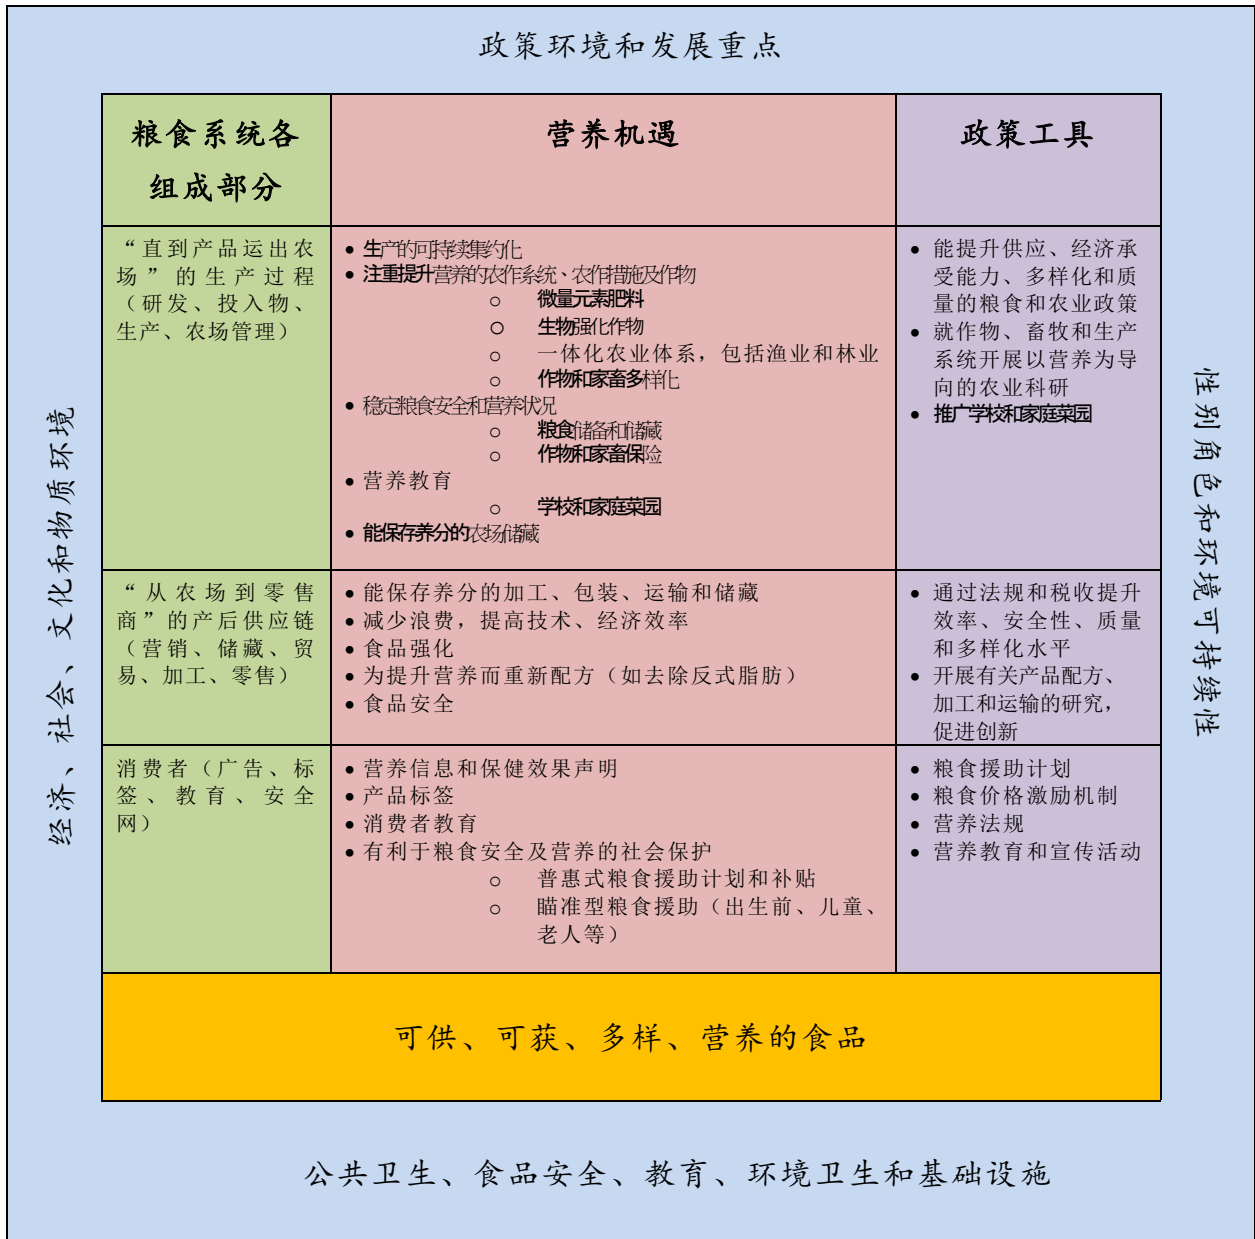 政策环境和发展重点
经济、社会、文化和物质环境
粮食系统各
组成部分
营养机遇
政策工具
“直到产品运出农
场”的生产过程
（研发、投入物、
生产、农场管理）
• 生产的可持续集约化
• 注重提升营养的农作系统、农作措施及作物
o 微量元素肥料
o 生物强化作物
o 一体化农业体系，包括渔业和林业
o 作物和家畜多样化
• 稳定粮食安全和营养状况
o 粮食储备和储藏
o 作物和家畜保险
• 营养教育
o 学校和家庭菜园
• 能保存养分的农场储藏
• 能提升供应、经济承
受能力、多样化和质
量的粮食和农业政策
• 就作物、畜牧和生产
系统开展以营养为导
向的农业科研
• 推广学校和家庭菜园
“从农场到零售
商”的产后供应链
（营销、储藏、贸
易、加工、零售）
• 能保存养分的加工、包装、运输和储藏
• 减少浪费，提高技术、经济效率
• 食品强化
• 为提升营养而重新配方（如去除反式脂肪）
• 食品安全
• 通过法规和税收提升
效率、安全性、质量
和多样化水平
• 开展有关产品配方、
加工和运输的研究，
促进创新
消费者（广告、标
签、教育、安全
网）
• 营养信息和保健效果声明
• 产品标签
• 消费者教育
• 有利于粮食安全及营养的社会保护
o 普惠式粮食援助计划和补贴
o 瞄准型粮食援助（出生前、儿童、
老人等）
• 粮食援助计划
• 粮食价格激励机制
• 营养法规
• 营养教育和宣传活动
可供、可获、多样、营养的食品
性别角色和环境可持续性
公共卫生、食品安全、教育、环境卫生和基础设施